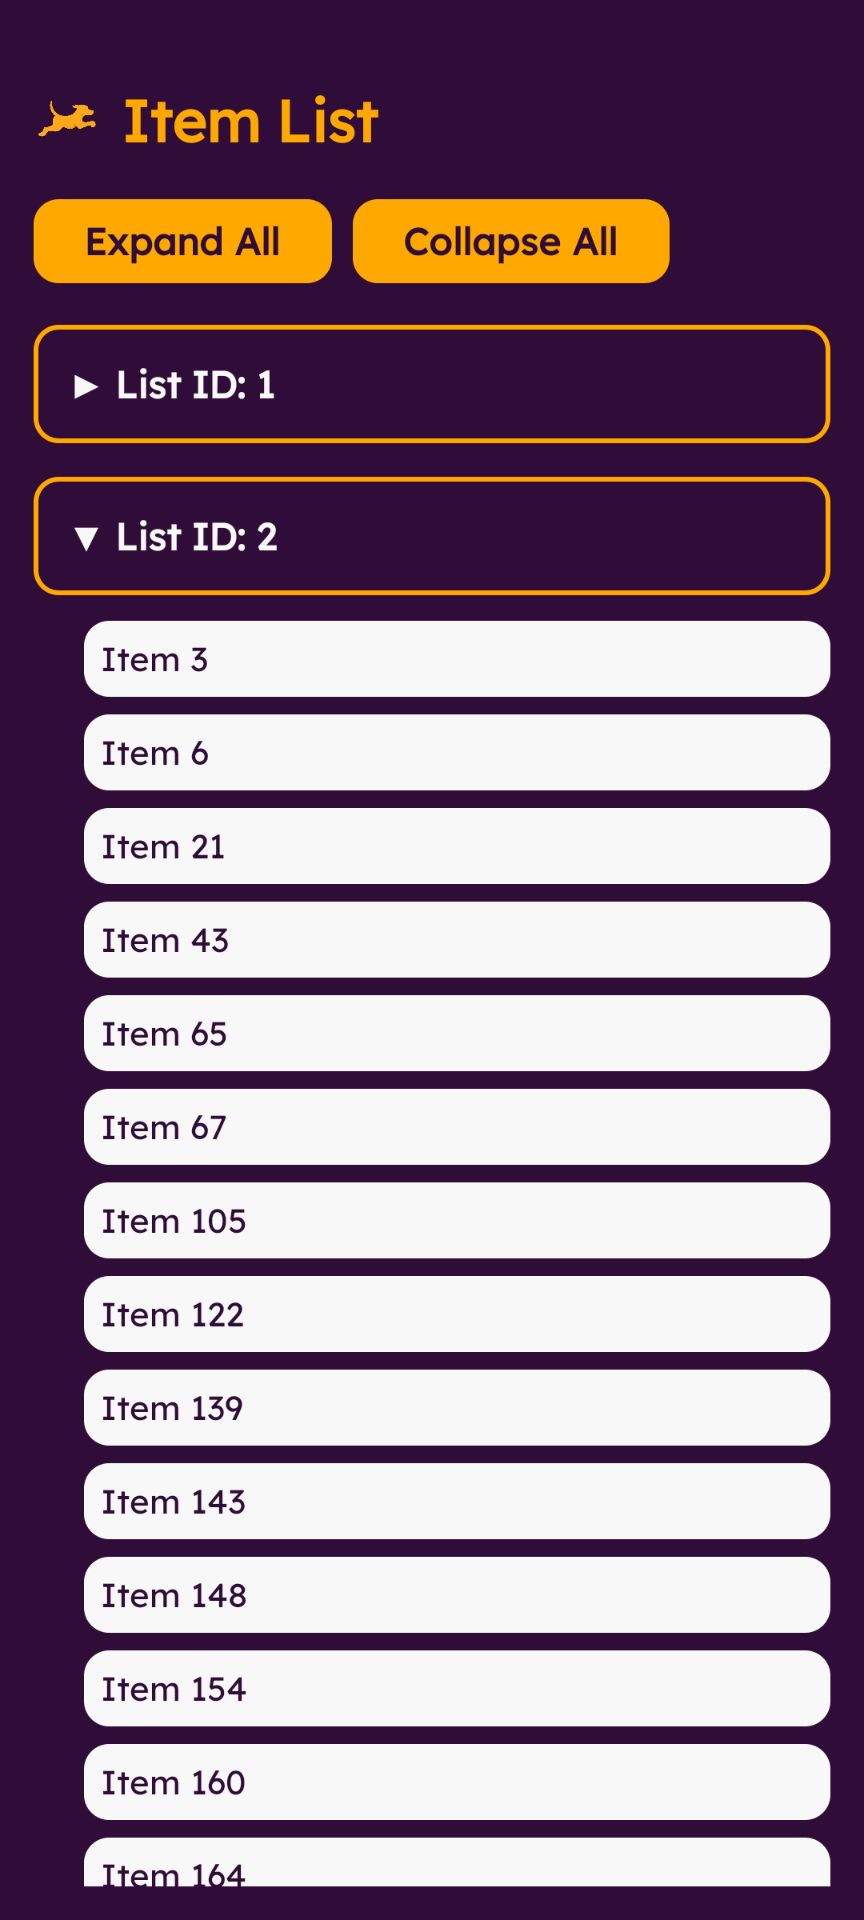 Item List
Expand All
Collapse All
▶ List ID: 1
▼ List ID: 2
Item 3
Item 6
Item 21
Item 43
Item 65
Item 67
Item 105
Item 122
Item 139
Item 143
Item 148
Item 154
Item 160
Item 164